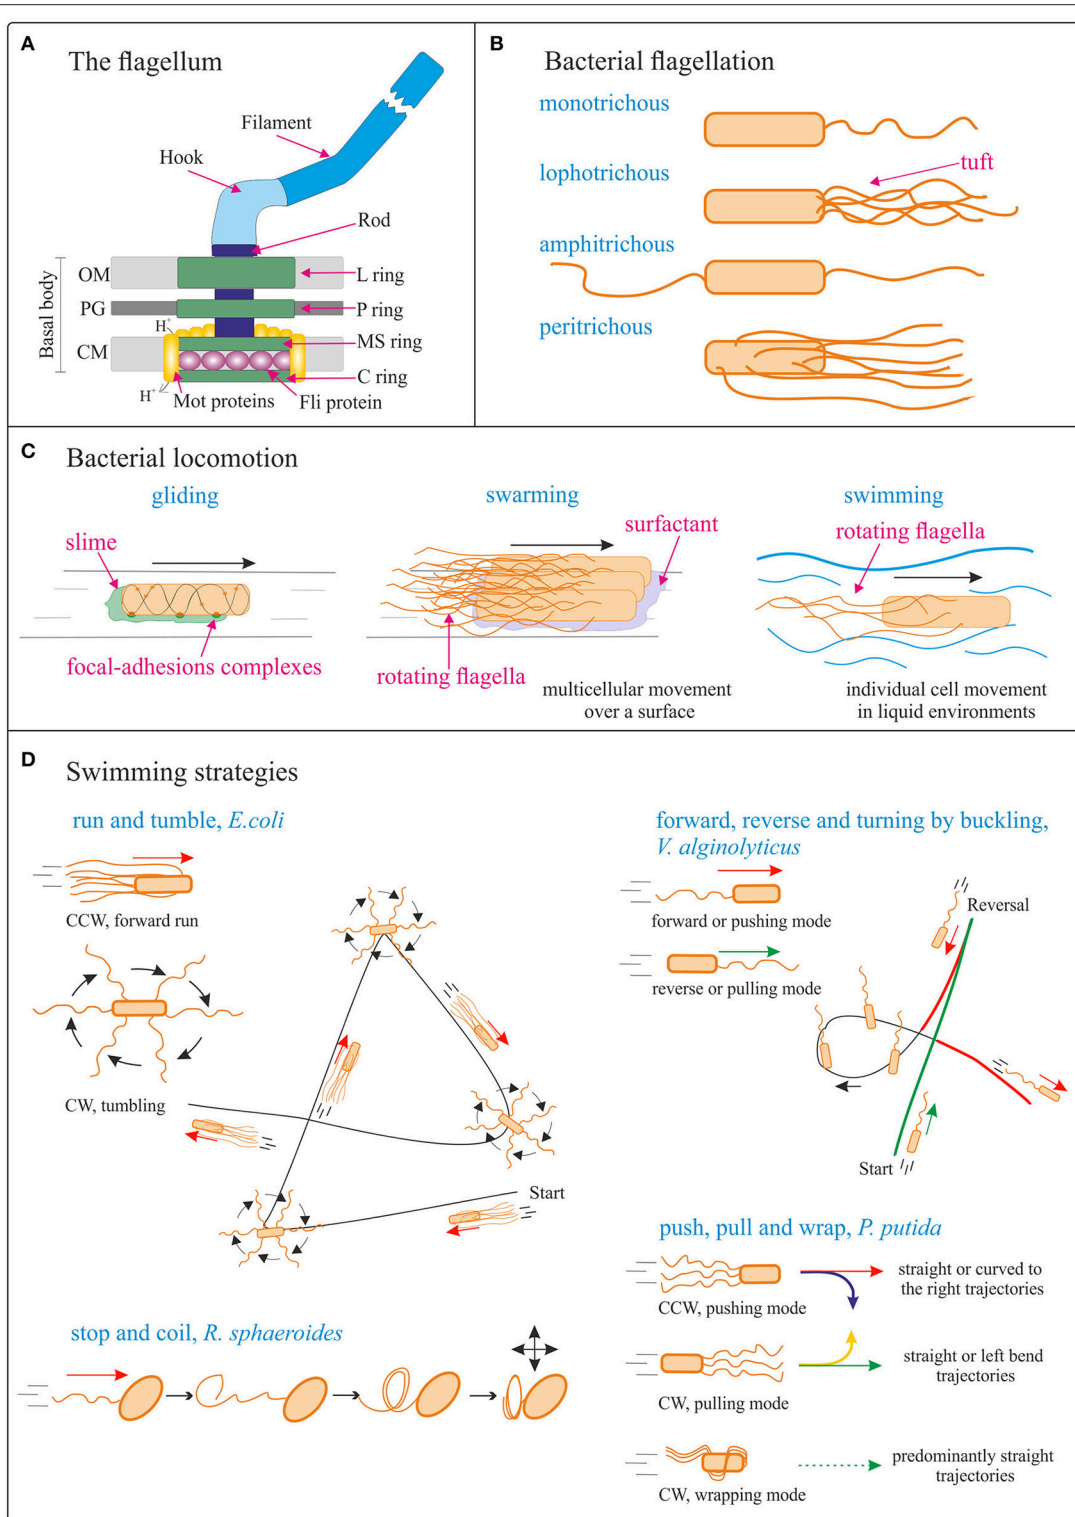 A
The flagellum
Filament
Hook
Rod
OM
L ring
PG
P ring
H+
MS ring
CM
C ring
H+
Mot proteins
Fli protein
Basal body
B
Bacterial flagellation
monotrichous
tuft
lophotrichous
amphitrichous
peritrichous
C
Bacterial locomotion
gliding
swarming
swimming
slime
surfactant
rotating flagella
focal-adhesions complexes
rotating flagella
multicellular movement
over a surface
individual cell movement
in liquid environments
D
Swimming strategies
run and tumble, E.coli
CCW, forward run
CW, tumbling
Start
forward, reverse and turning by buckling,
V. alginolyticus
forward or pushing mode
reverse or pulling mode
Reversal
Start
stop and coil, R. sphaeroides
push, pull and wrap, P. putida
CCW, pushing mode
straight or curved to
the right trajectories
CW, pulling mode
straight or left bend
trajectories
CW, wrapping mode
predominantly straight
trajectories